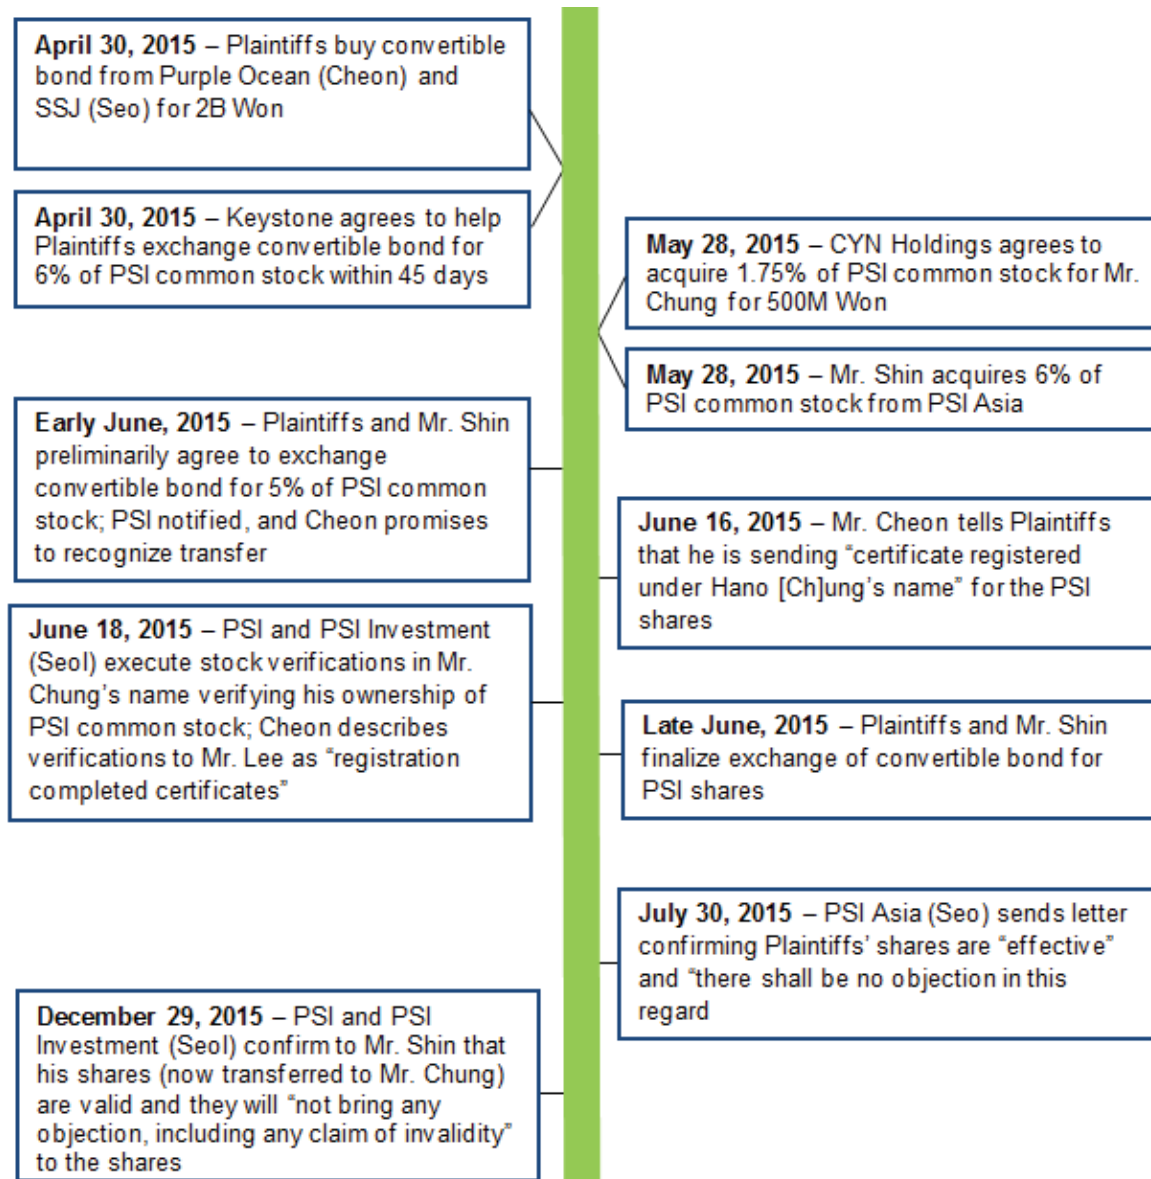 April 30, 2015 – Plaintiffs buy convertible
bond from Purple Ocean (Cheon) and
SSJ (Seo) for 2B Won
April 30, 2015 – Keystone agrees to help
Plaintiffs exchange convertible bond for
6% of PSI common stock within 45 days
May 28, 2015 – CYN Holdings agrees to
acquire 1.75% of PSI common stock for Mr.
Chung for 500M Won
May 28, 2015 – Mr. Shin acquires 6% of
PSI common stock from PSI Asia
Early June, 2015 – Plaintiffs and Mr. Shin
preliminarily agree to exchange
convertible bond for 5% of PSI common
stock; PSI notified, and Cheon promises
to recognize transfer
June 16, 2015 – Mr. Cheon tells Plaintiffs
that he is sending “certificate registered
under Hano [Ch]ung’s name” for the PSI
shares
June 18, 2015 – PSI and PSI Investment
(Seol) execute stock verifications in Mr.
Chung’s name verifying his ownership of
PSI common stock; Cheon describes
verifications to Mr. Lee as “registration
completed certificates”
Late June, 2015 – Plaintiffs and Mr. Shin
finalize exchange of convertible bond for
PSI shares
July 30, 2015 – PSI Asia (Seo) sends letter
confirming Plaintiffs’ shares are “effective”
and “there shall be no objection in this
regard
December 29, 2015 – PSI and PSI
Investment (Seol) confirm to Mr. Shin that
his shares (now transferred to Mr. Chung)
are valid and they will “not bring any
objection, including any claim of invalidity”
to the shares